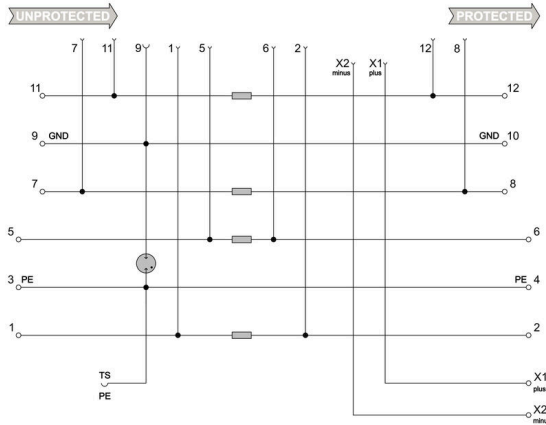 UNPROTECTED PROTECTED
7 11 9 1 5 6 2 X2 minus X1 plus 12 8
11 12
9 GND GND 10
7 8
5 6
3 PE PE 4
1 2
TS
PE
X1
plus
X2